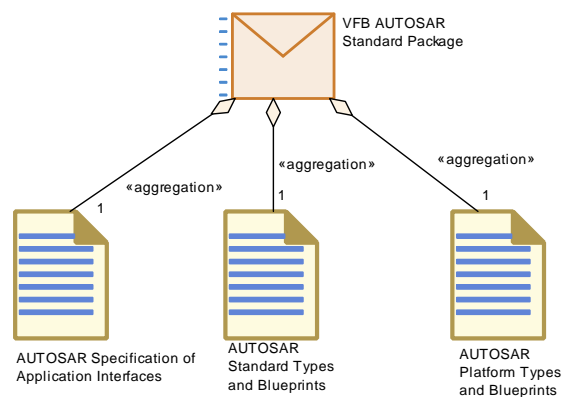 VFB AUTOSAR
Standard Package
«aggregation»
«aggregation»
«aggregation»
1
1
1
AUTOSAR Specification of
Application Interfaces
AUTOSAR
Standard Types
and Blueprints
AUTOSAR
Platform Types
and Blueprints